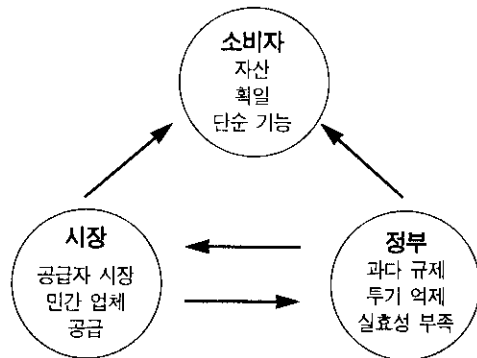 소비자
자산
획일
단순 기능
시장
공급자 시장
민간 업체
공급
정부
과다 규제
투기 억제
실효성 부족